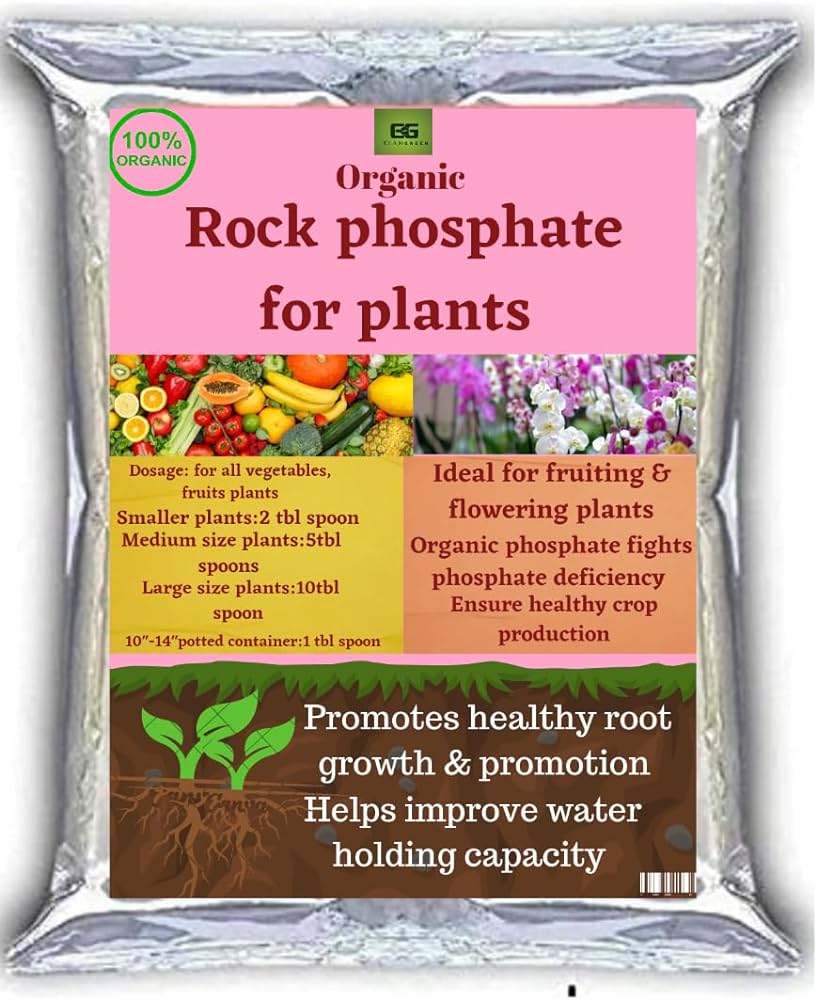 100%
ORGANIC
CLANGREEN
Organic
Rock phosphate
for plants
Dosage: for all vegetables,
fruits plants
Smaller plants:2 tbl spoon
Medium size plants:5tbl
spoons
Large size plants:10tbl
spoon
10"-14"potted container:1 tbl spoon
Ideal for fruiting &
flowering plants
Organic phosphate fights
phosphate deficiency
Ensure healthy crop
production
Promotes healthy root
growth & promotion
Helps improve water
holding capacity